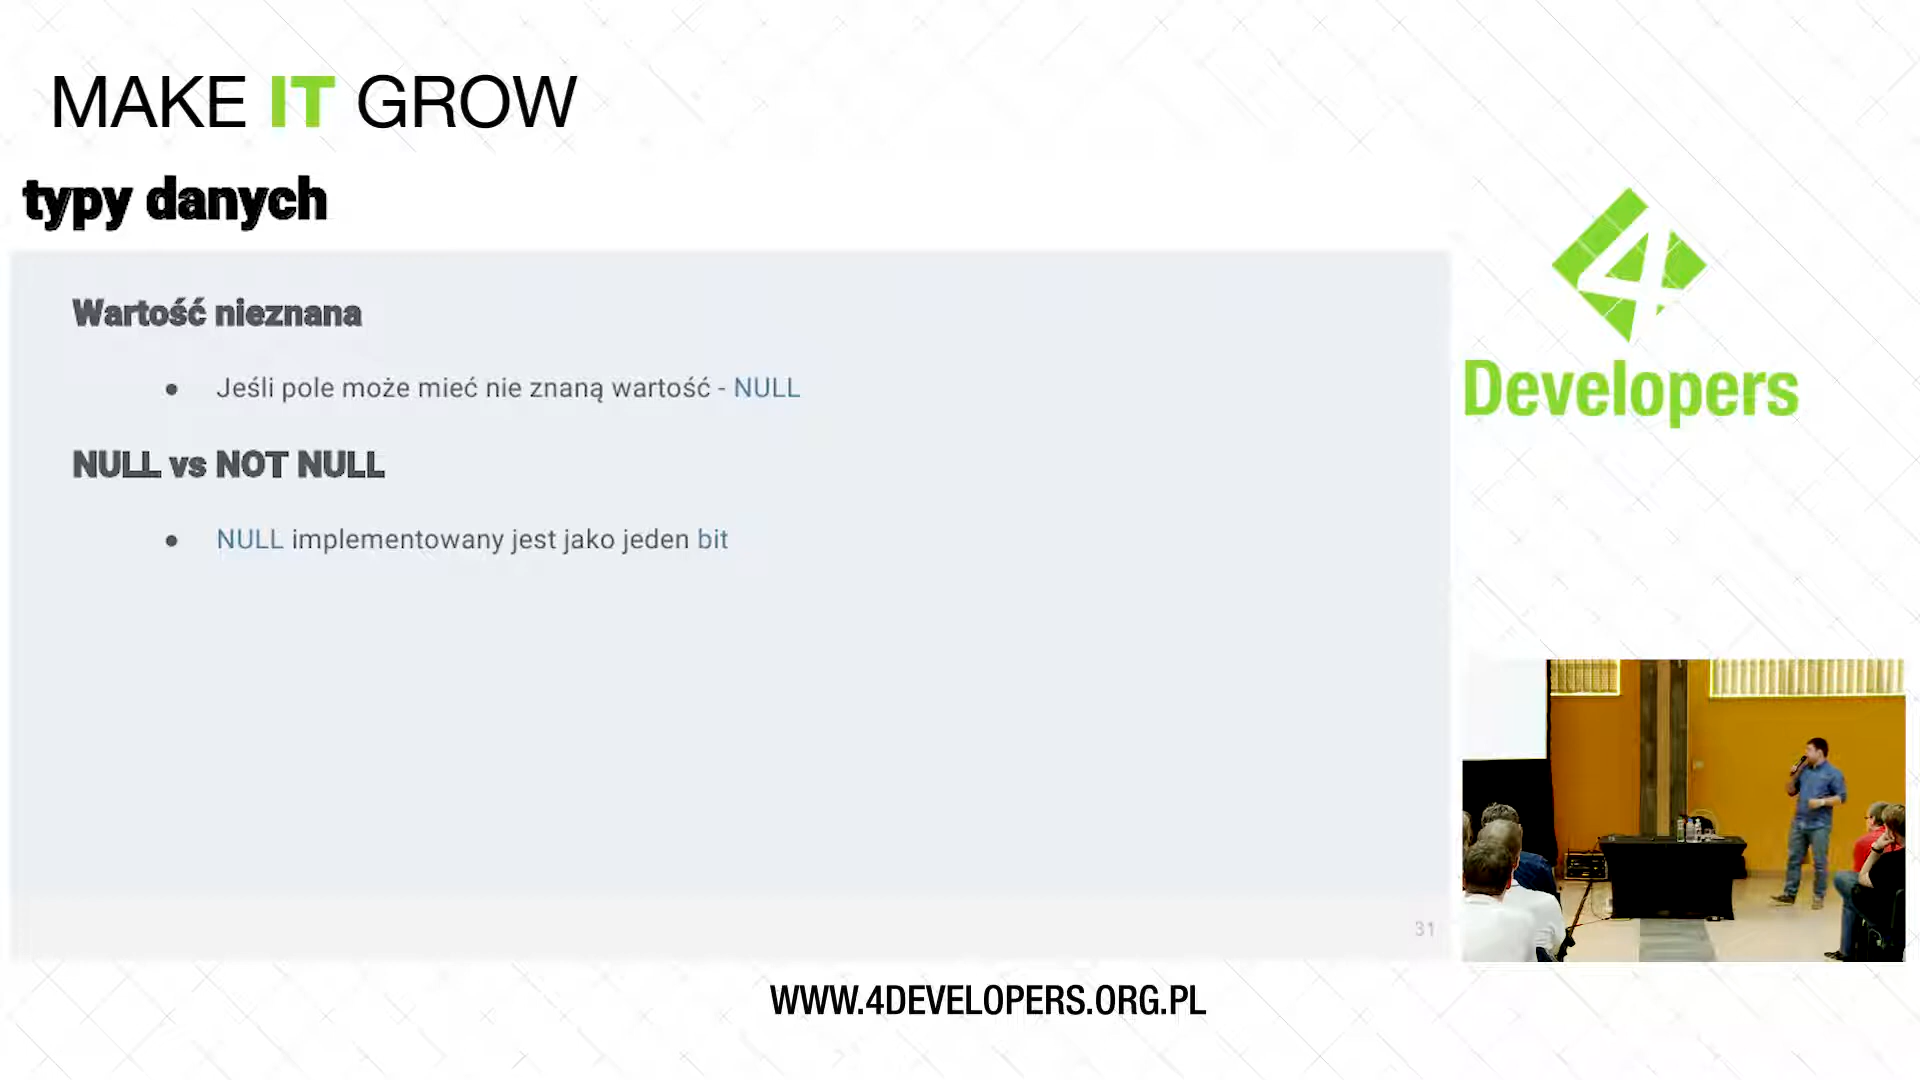 MAKE IT GROW
typy danych
Wartość nieznana
● Jeśli pole może mieć nie znaną wartość - NULL
NULL vs NOT NULL
● NULL implementowany jest jako jeden bit
31
4
Developers
WWW.4DEVELOPERS.ORG.PL